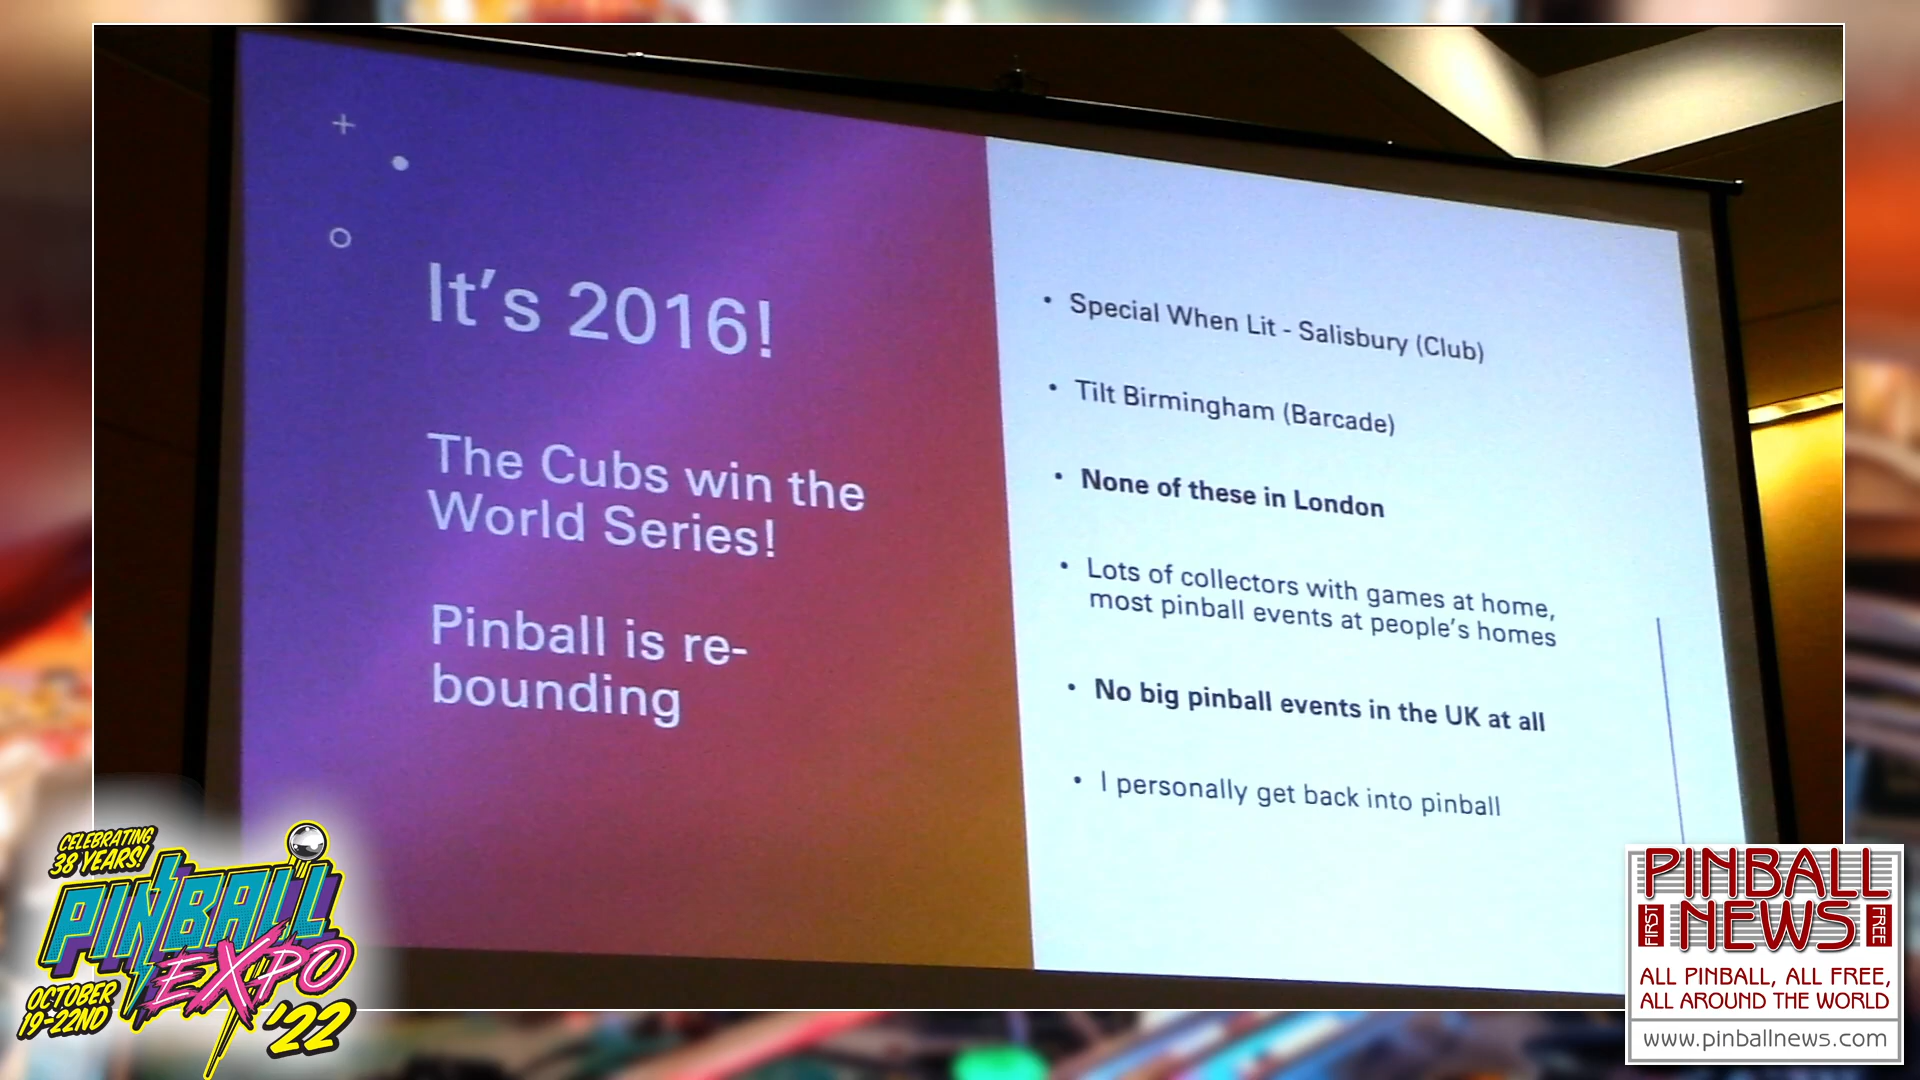 It's 2016!
The Cubs win the
World Series!
Pinball is re-
bounding
• Special When Lit - Salisbury (Club)
• Tilt Birmingham (Barcade)
• None of these in London
• Lots of collectors with games at home,
most pinball events at people's homes
• No big pinball events in the UK at all
• I personally get back into pinball
CELEBRATING
38 YEARS!
PINBALL
EXPO
OCTOBER
19-22ND
'22
PINBALL
FIRST NEWS FREE
ALL PINBALL, ALL FREE,
ALL AROUND THE WORLD
www.pinballnews.com